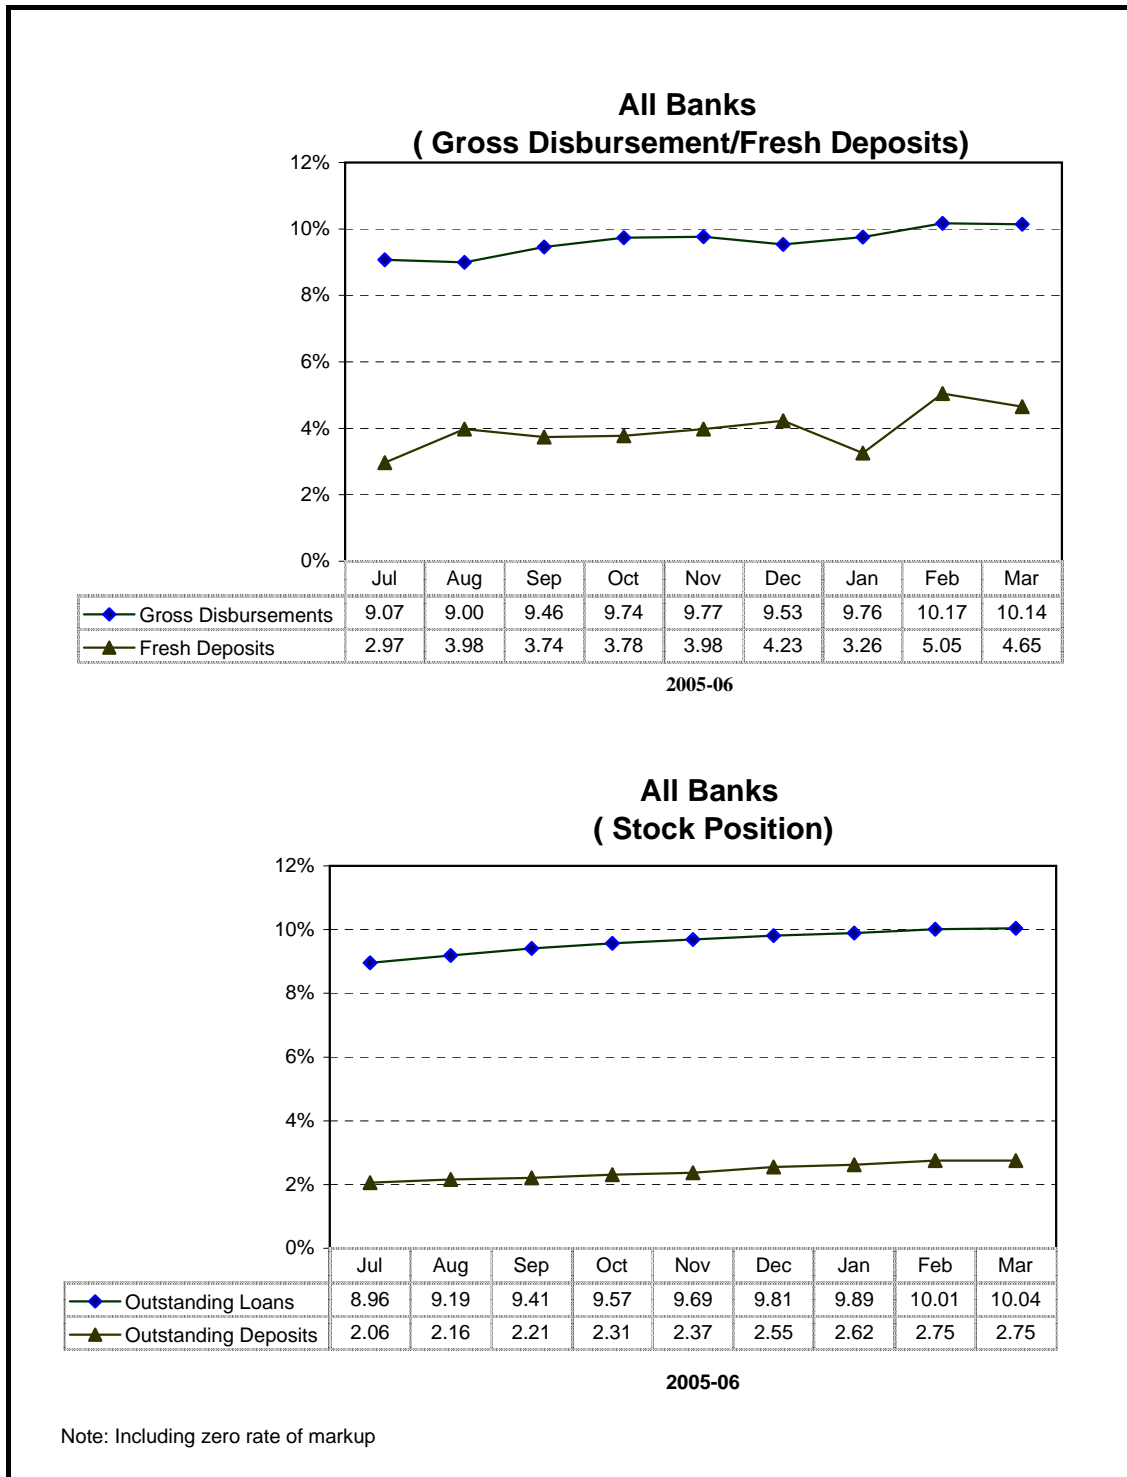 All Banks
( Gross Disbursement/Fresh Deposits)
12%
10%
8%
6%
4%
2%
0%
Jul Aug Sep Oct Nov Dec Jan Feb Mar
Gross Disbursements 9.07 9.00 9.46 9.74 9.77 9.53 9.76 10.17 10.14
Fresh Deposits 2.97 3.98 3.74 3.78 3.98 4.23 3.26 5.05 4.65
2005-06
All Banks
( Stock Position)
12%
10%
8%
6%
4%
2%
0%
Jul Aug Sep Oct Nov Dec Jan Feb Mar
Outstanding Loans 8.96 9.19 9.41 9.57 9.69 9.81 9.89 10.01 10.04
Outstanding Deposits 2.06 2.16 2.21 2.31 2.37 2.55 2.62 2.75 2.75
2005-06
Note: Including zero rate of markup